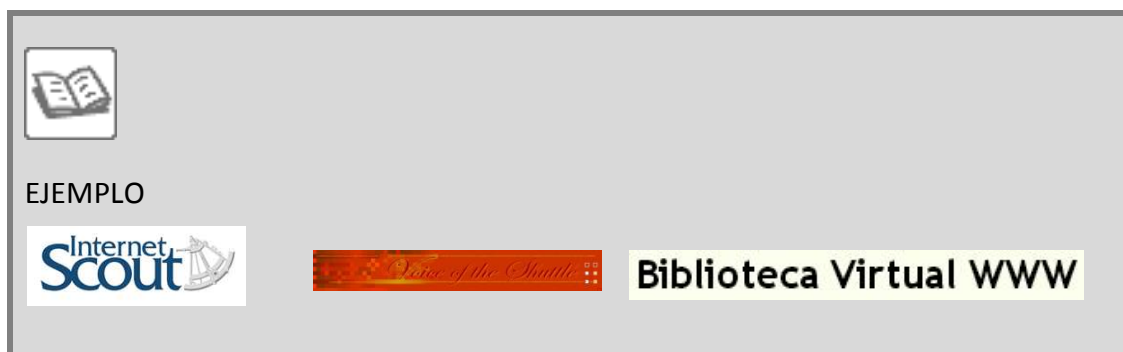 EJEMPLO
Internet Scout
Voice of the Shuttle
Biblioteca Virtual WWW